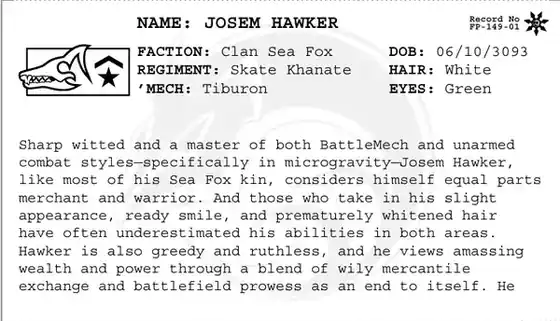 NAME: JOSEM HAWKER
Record No
FP-149-01
FACTION: Clan Sea Fox
DOB: 06/10/3093
REGIMENT: Skate Khanate
HAIR: White
’MECH: Tiburon
EYES: Green
Sharp witted and a master of both BattleMech and unarmed
combat styles—specifically in microgravity—Josem Hawker,
like most of his Sea Fox kin, considers himself equal parts
merchant and warrior. And those who take in his slight
appearance, ready smile, and prematurely whitened hair
have often underestimated his abilities in both areas.
Hawker is also greedy and ruthless, and he views amassing
wealth and power through a blend of wily mercantile
exchange and battlefield prowess as an end to itself. He